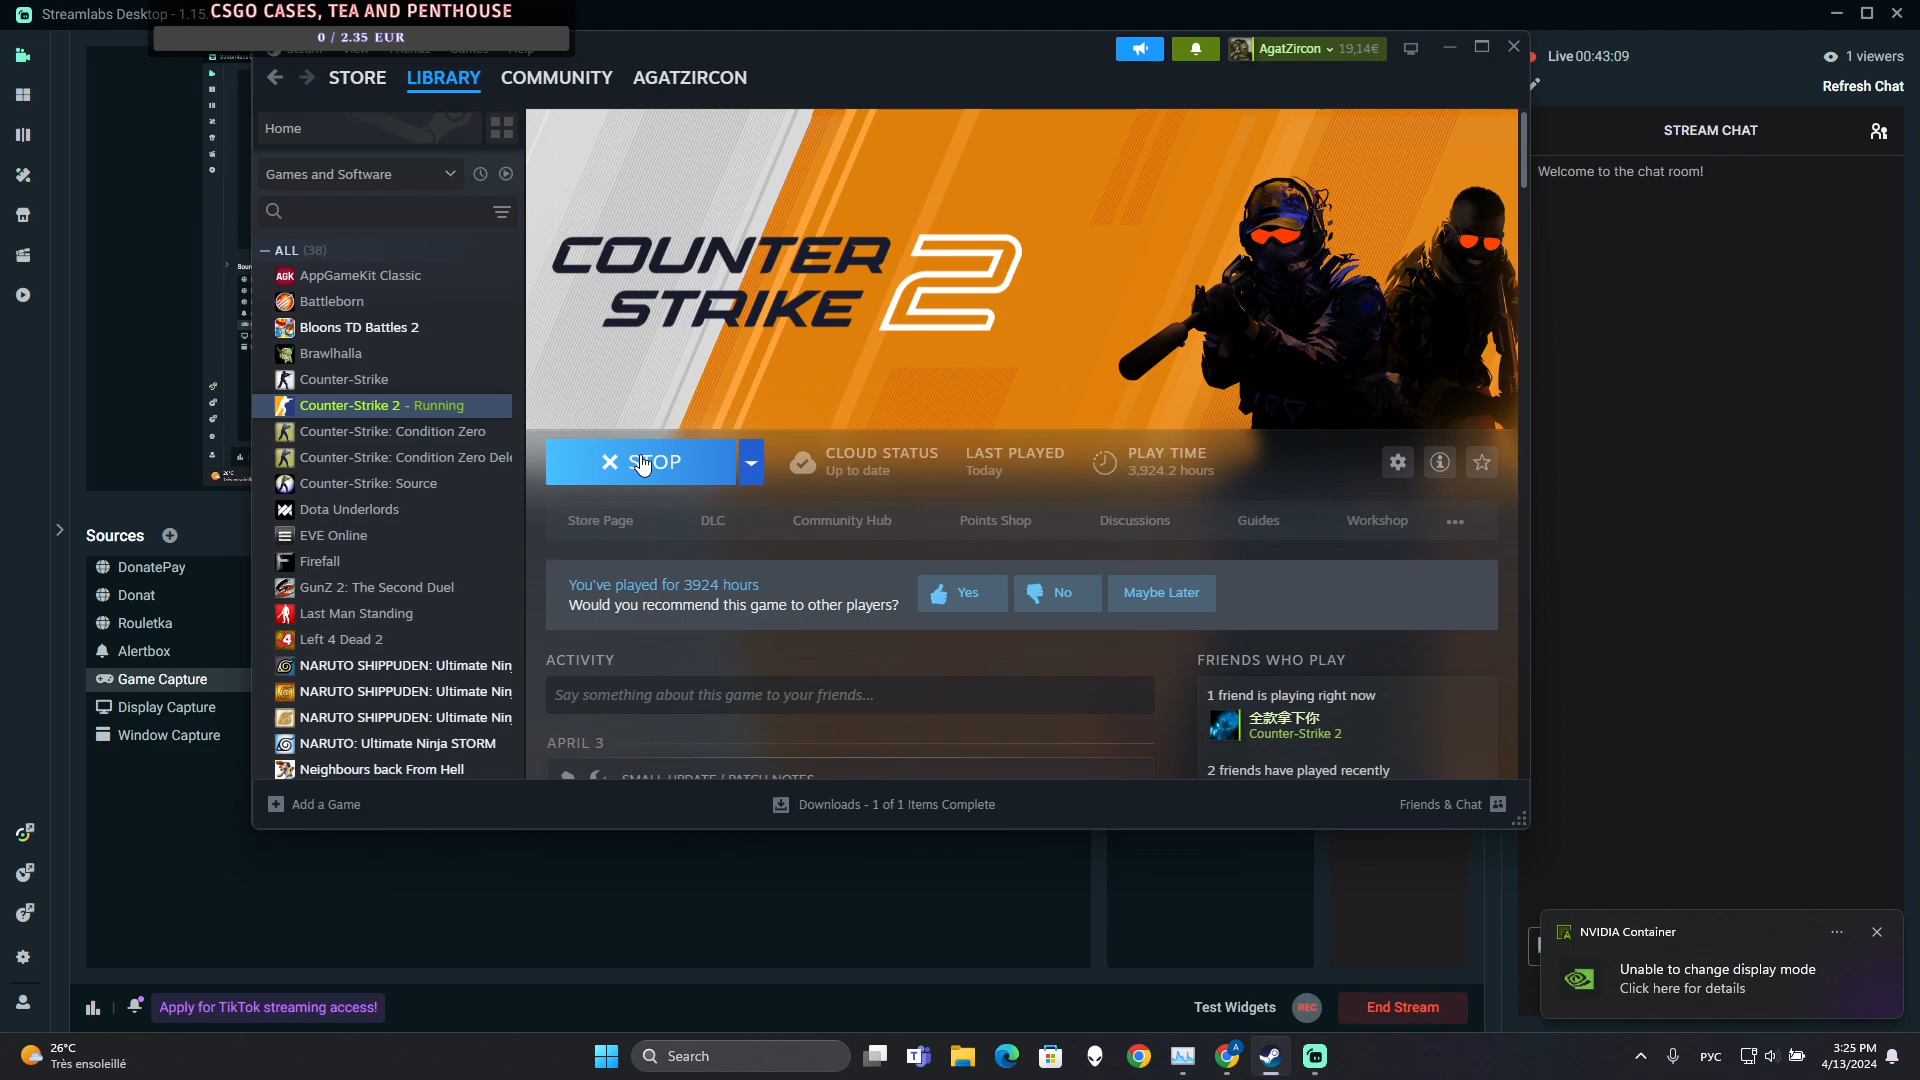 Streamlabs Desktop - 1.15.
CSGO CASES, TEA AND PENTHOUSE
0 / 2.35 EUR
AgatZircon 19,14€
STORE LIBRARY COMMUNITY AGATZIRCON
Live 00:43:09
1 viewers
Refresh Chat
STREAM CHAT
Welcome to the chat room!
Home
Games and Software
ALL (38)
AGK AppGameKit Classic
Battleborn
Bloons TD Battles 2
Brawlhalla
Counter-Strike
Counter-Strike 2 - Running
Counter-Strike: Condition Zero
Counter-Strike: Condition Zero Dele
Counter-Strike: Source
Dota Underlords
EVE Online
Firefall
GunZ 2: The Second Duel
Last Man Standing
Left 4 Dead 2
NARUTO SHIPPUDEN: Ultimate Nin
NARUTO SHIPPUDEN: Ultimate Nin
NARUTO SHIPPUDEN: Ultimate Nin
NARUTO: Ultimate Ninja STORM
Neighbours back From Hell
COUNTER
STRIKE 2
STOP
CLOUD STATUS
Up to date
LAST PLAYED
Today
PLAY TIME
3,924.2 hours
Store Page DLC Community Hub Points Shop Discussions Guides Workshop
You've played for 3924 hours
Would you recommend this game to other players?
Yes
No
Maybe Later
ACTIVITY
Say something about this game to your friends...
APRIL 3
SMALL UPDATE / PATCH NOTES
FRIENDS WHO PLAY
1 friend is playing right now
全款拿下你
Counter-Strike 2
2 friends have played recently
Add a Game
Downloads - 1 of 1 Items Complete
Friends & Chat
Sources
DonatePay
Donat
Rouletka
Alertbox
Game Capture
Display Capture
Window Capture
NVIDIA Container
Unable to change display mode
Click here for details
Apply for TikTok streaming access!
Test Widgets
REC
End Stream
26°C
Très ensoleillé
Search
РУС
3:25 PM
4/13/2024